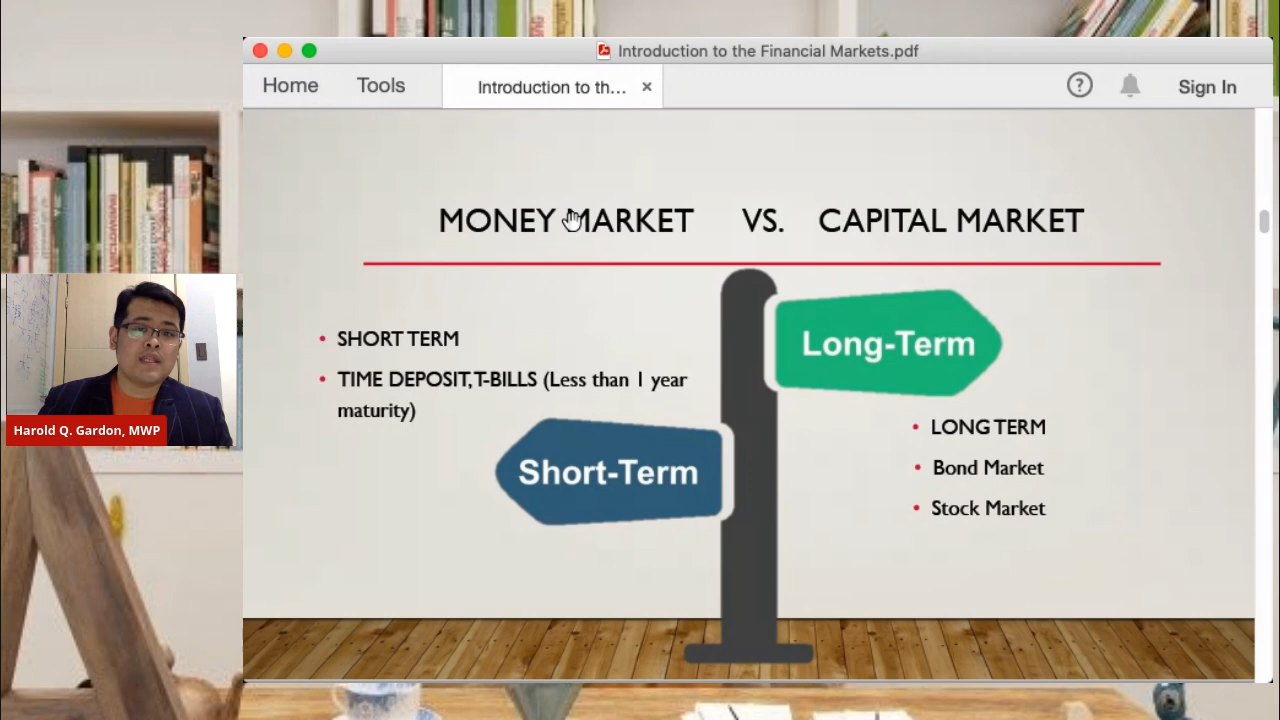 Introduction to the Financial Markets.pdf
Home Tools Introduction to th... × ? Sign In
MONEY MARKET VS. CAPITAL MARKET
Long-Term
• SHORT TERM
• TIME DEPOSIT, T-BILLS (Less than 1 year
maturity)
Short-Term
• LONG TERM
• Bond Market
• Stock Market
Harold Q. Gardon, MWP